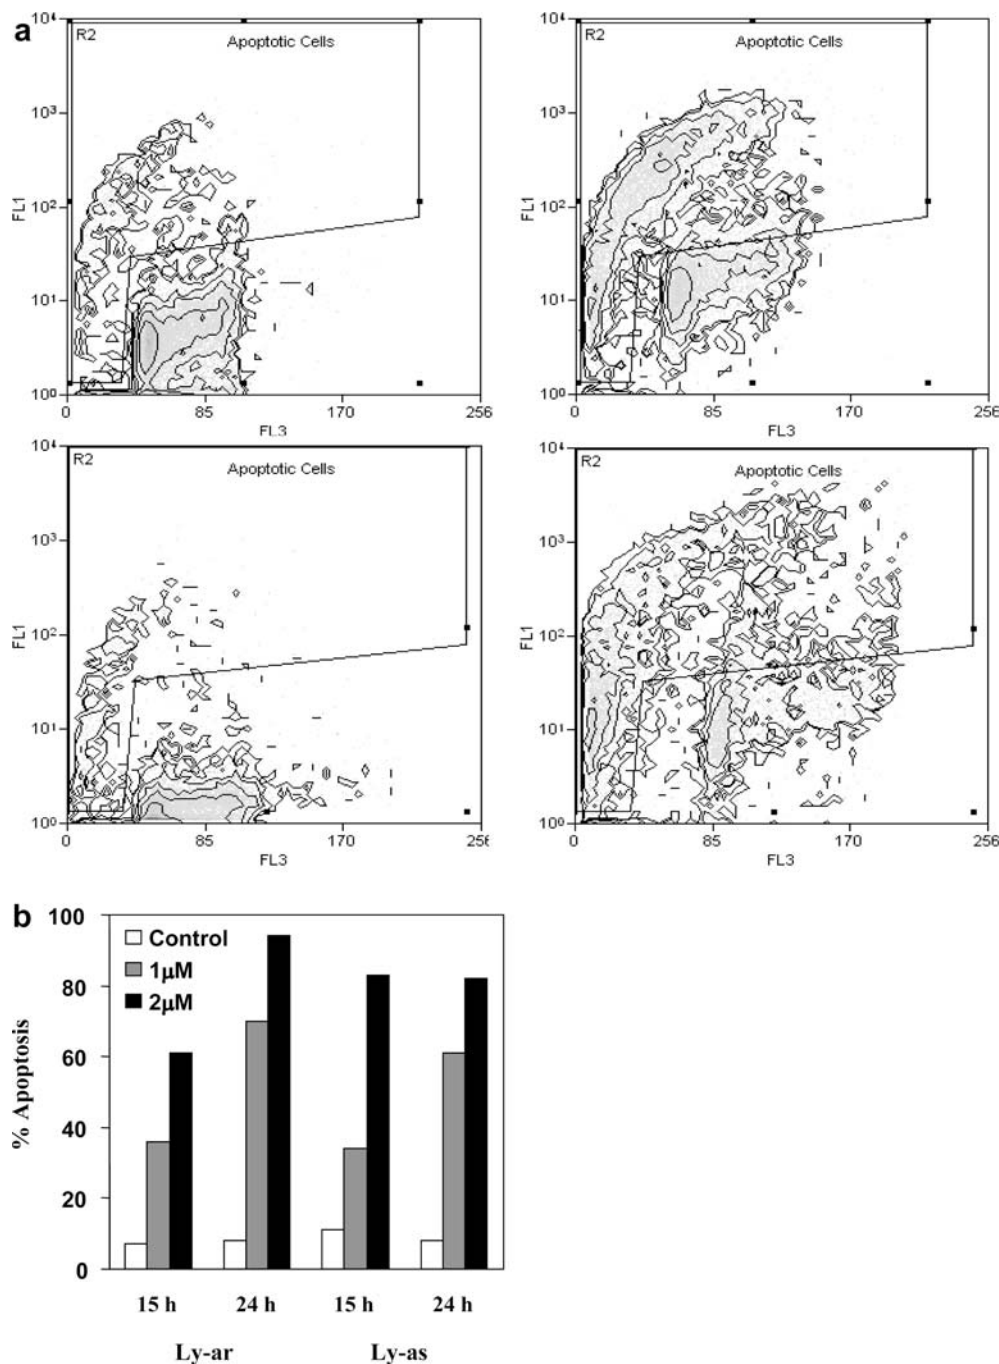 a
R2
Apoptotic Cells
10⁴
10³
10²
10¹
10⁰
FL1
0 85 170 256
FL3
R2
Apoptotic Cells
10⁴
10³
10²
10¹
10⁰
FL1
0 85 170 256
FL3
R2
Apoptotic Cells
10⁴
10³
10²
10¹
10⁰
FL1
0 85 170 256
FL3
R2
Apoptotic Cells
10⁴
10³
10²
10¹
10⁰
FL1
0 85 170 256
FL3
b
% Apoptosis
100
80
60
40
20
0
Control
1μM
2μM
15 h 24 h 15 h 24 h
Ly-ar Ly-as